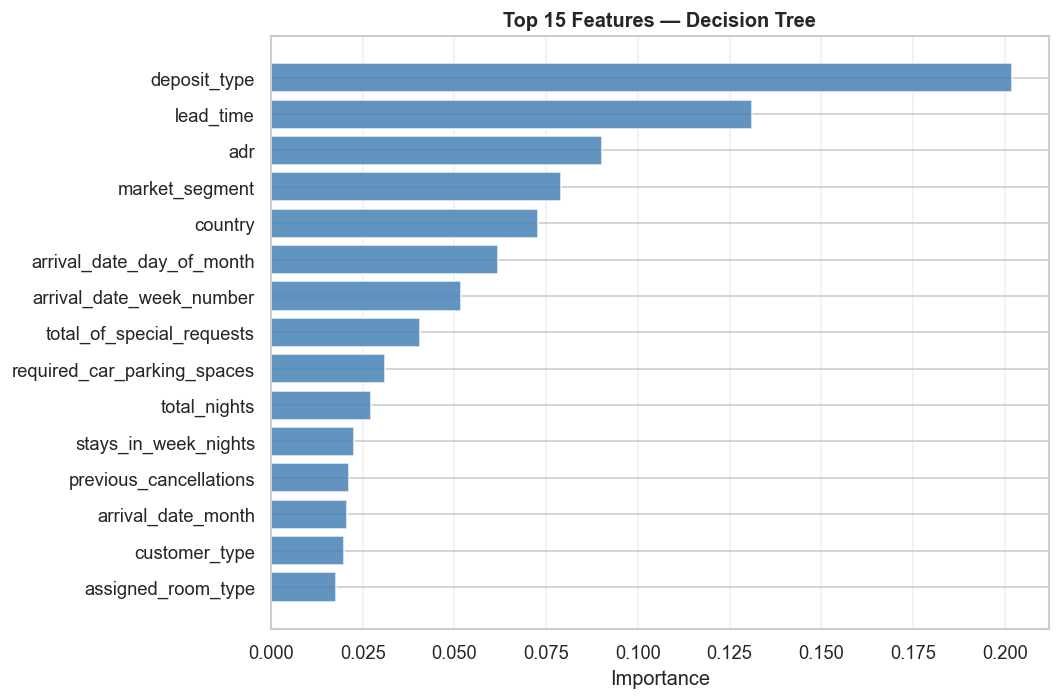 Top 15 Features — Decision Tree
deposit_type
lead_time
adr
market_segment
country
arrival_date_day_of_month
arrival_date_week_number
total_of_special_requests
required_car_parking_spaces
total_nights
stays_in_week_nights
previous_cancellations
arrival_date_month
customer_type
assigned_room_type
0.000 0.025 0.050 0.075 0.100 0.125 0.150 0.175 0.200
Importance